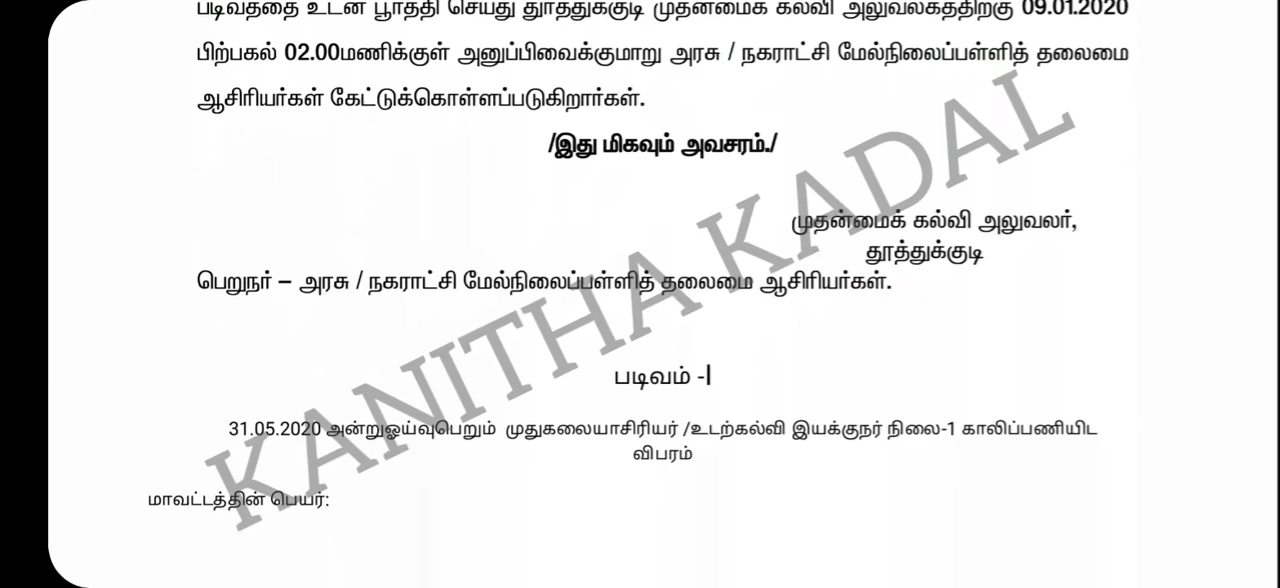 படிவத்தை உடன் பூர்த்தி செய்து தூத்துக்குடி முதன்மைக் கல்வி அலுவலகத்திற்கு 09.01.2020
பிற்பகல் 02.00மணிக்குள் அனுப்பிவைக்குமாறு அரசு / நகராட்சி மேல்நிலைப்பள்ளித் தலைமை
ஆசிரியர்கள் கேட்டுக்கொள்ளப்படுகிறார்கள்.
/இது மிகவும் அவசரம்./
முதன்மைக் கல்வி அலுவலர்,
தூத்துக்குடி
பெறுநர் – அரசு / நகராட்சி மேல்நிலைப்பள்ளித் தலைமை ஆசிரியர்கள்.
KANITHA KADAL
படிவம் -I
31.05.2020 அன்றுஓய்வுபெறும் முதுகலையாசிரியர் /உடற்கல்வி இயக்குநர் நிலை-1 காலிப்பணியிட
விபரம்
மாவட்டத்தின் பெயர்: